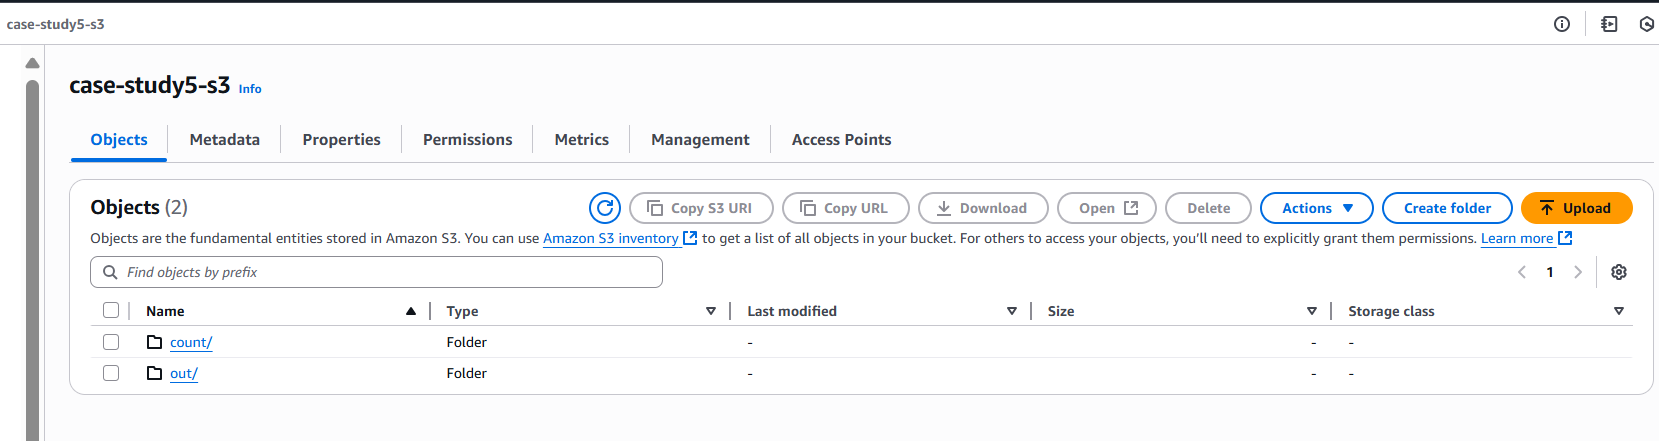 case-study5-s3
case-study5-s3 Info
Objects Metadata Properties Permissions Metrics Management Access Points
Objects (2) Copy S3 URI Copy URL Download Open Delete Actions Create folder Upload
Objects are the fundamental entities stored in Amazon S3. You can use Amazon S3 inventory to get a list of all objects in your bucket. For others to access your objects, you'll need to explicitly grant them permissions. Learn more
Find objects by prefix 1
Name Type Last modified Size Storage class
count/ Folder - - -
out/ Folder - - -